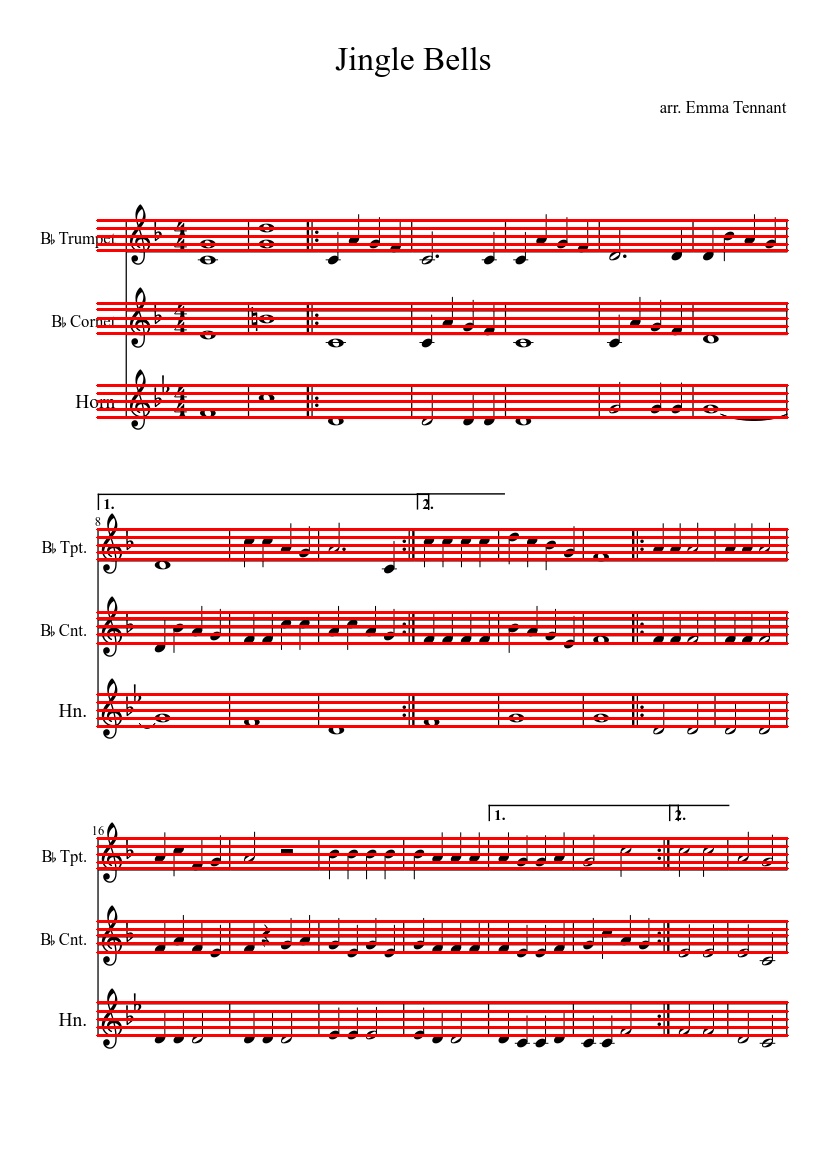 Jingle Bells
arr. Emma Tennant
B♭ Trumpet
B♭ Cornet
Horn
1.
2.
8
B♭ Tpt.
B♭ Cnt.
Hn.
1.
2.
16
B♭ Tpt.
B♭ Cnt.
Hn.